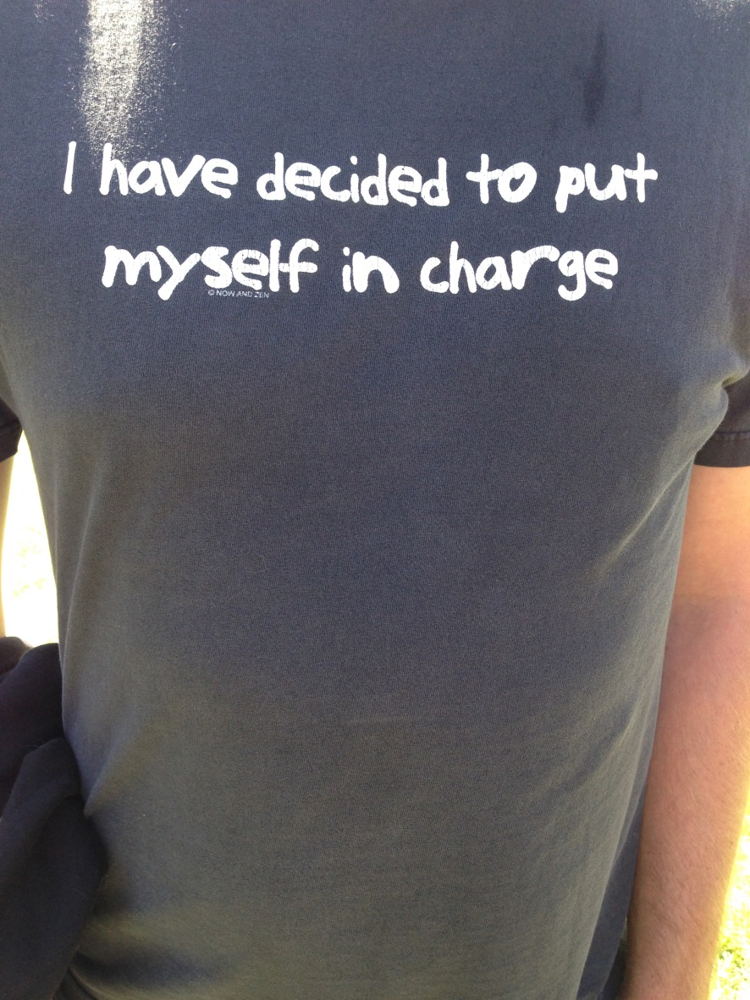 I have decided to put
myself in charge
© NOW AND ZEN